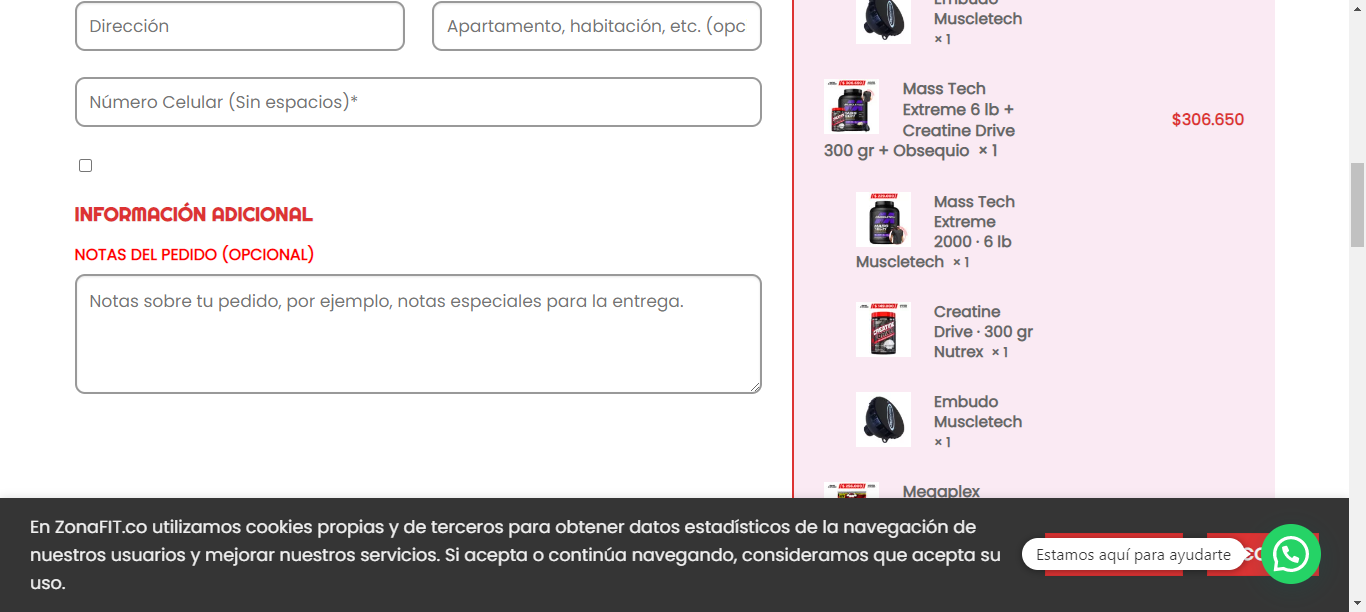 Dirección
Apartamento, habitación, etc. (opc
Número Celular (Sin espacios)*
INFORMACIÓN ADICIONAL
NOTAS DEL PEDIDO (OPCIONAL)
Notas sobre tu pedido, por ejemplo, notas especiales para la entrega.
Embudo
Muscletech
× 1
Mass Tech
Extreme 6 lb +
Creatine Drive
300 gr + Obsequio × 1
$306.650
Mass Tech
Extreme
2000 · 6 lb
Muscletech × 1
Creatine
Drive · 300 gr
Nutrex × 1
Embudo
Muscletech
× 1
Megaplex
En ZonaFIT.co utilizamos cookies propias y de terceros para obtener datos estadísticos de la navegación de
nuestros usuarios y mejorar nuestros servicios. Si acepta o continúa navegando, consideramos que acepta su
uso.
Estamos aquí para ayudarte